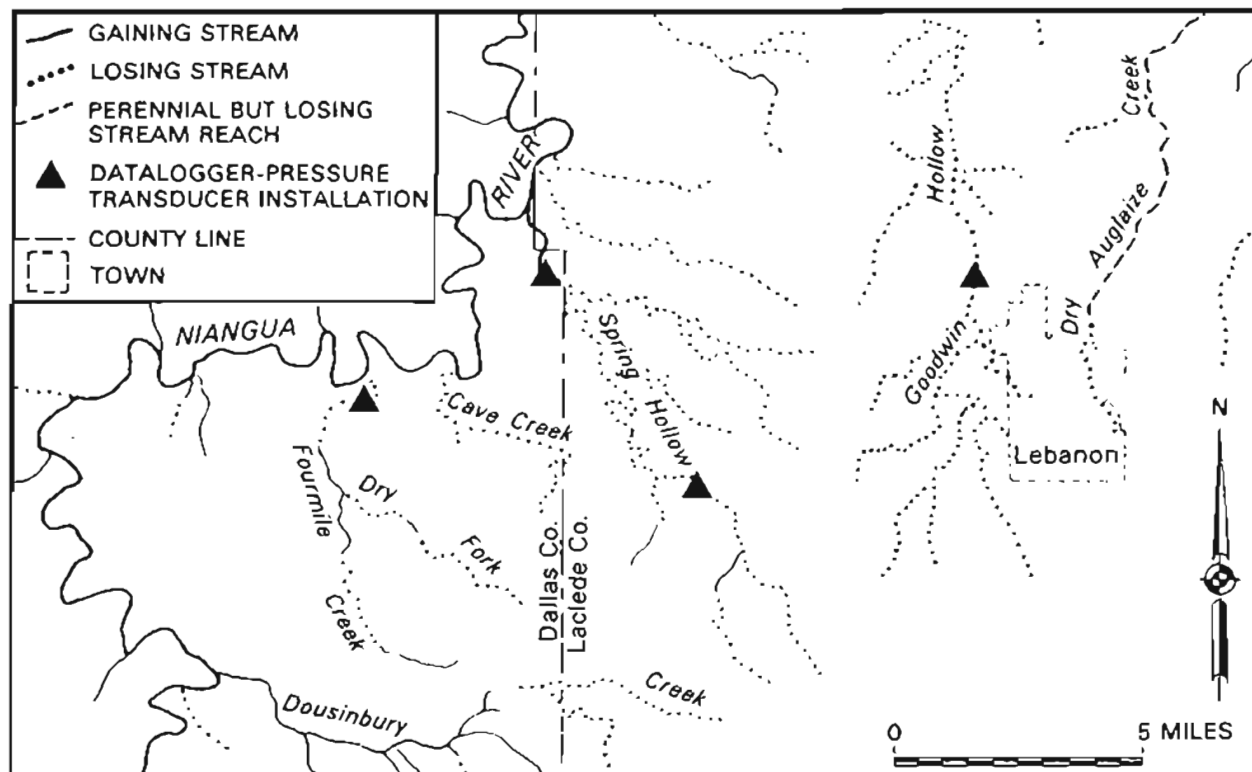 GAINING STREAM
LOSING STREAM
PERENNIAL BUT LOSING
STREAM REACH
DATALOGGER-PRESSURE
TRANSDUCER INSTALLATION
COUNTY LINE
TOWN
RIVER
NIANGUA
Hollow
Creek
Auglaize
Dry
Goodwin
Spring
Hollow
Cave Creek
Lebanon
N
Fourmile
Dry
Fork
Creek
Dallas Co.
Laclede Co.
Creek
Dousinbury
0 5 MILES